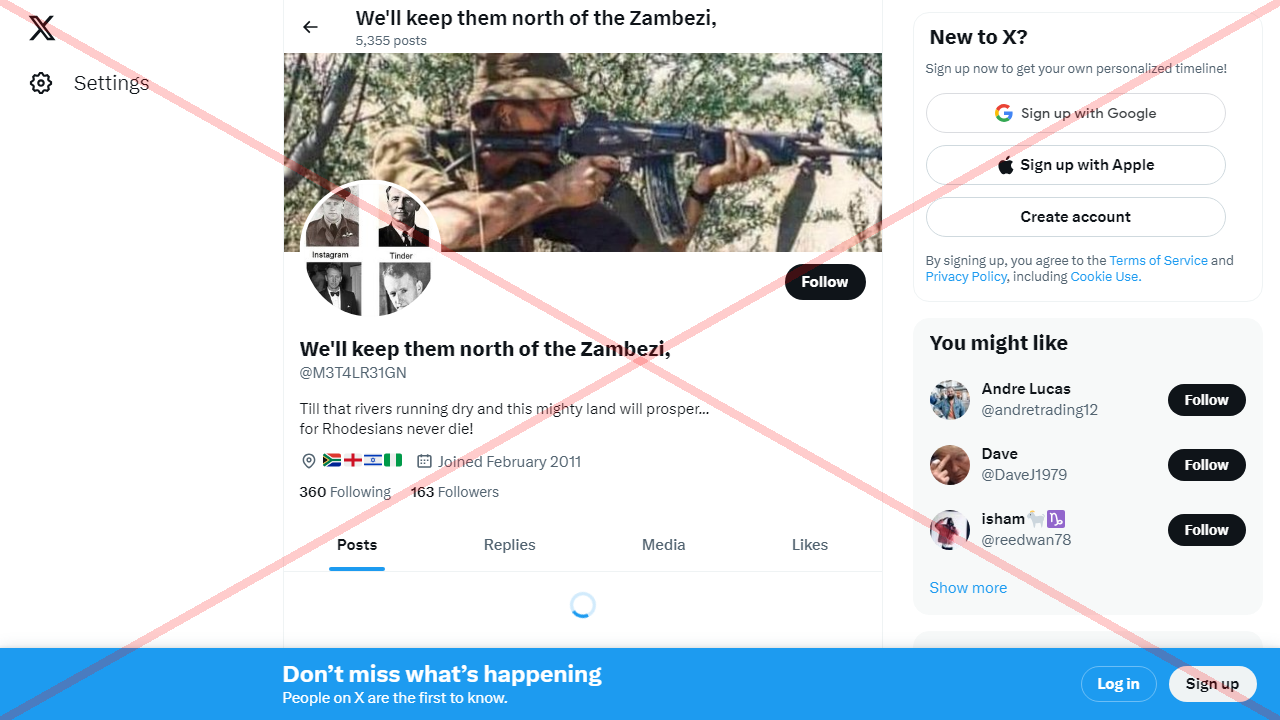 Settings
We'll keep them north of the Zambezi,
5,355 posts
Instagram
Tinder
Follow
We'll keep them north of the Zambezi,
@M3T4LR31GN
Till that rivers running dry and this mighty land will prosper...
for Rhodesians never die!
Joined February 2011
360 Following 163 Followers
Posts Replies Media Likes
New to X?
Sign up now to get your own personalized timeline!
Sign up with Google
Sign up with Apple
Create account
By signing up, you agree to the Terms of Service and
Privacy Policy, including Cookie Use.
You might like
Andre Lucas
@andretrading12
Follow
Dave
@DaveJ1979
Follow
isham
@reedwan78
Follow
Show more
Don’t miss what’s happening
People on X are the first to know.
Log in
Sign up